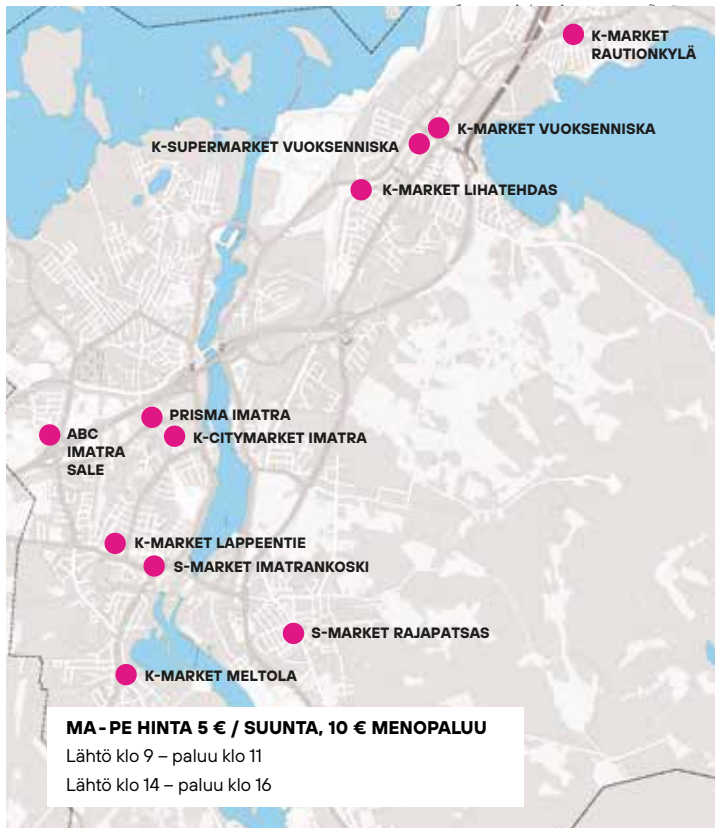 K-MARKET
RAUTIONKYLÄ
K-MARKET VUOKSENNISKA
K-SUPERMARKET VUOKSENNISKA
K-MARKET LIHATEHDAS
PRISMA IMATRA
K-CITYMARKET IMATRA
ABC
IMATRA
SALE
K-MARKET LAPPEENTIE
S-MARKET IMATRANKOSKI
S-MARKET RAJAPATSAS
K-MARKET MELTOLA
MA-PE HINTA 5 € / SUUNTA, 10 € MENOPALUU
Lähtö klo 9 – paluu klo 11
Lähtö klo 14 – paluu klo 16